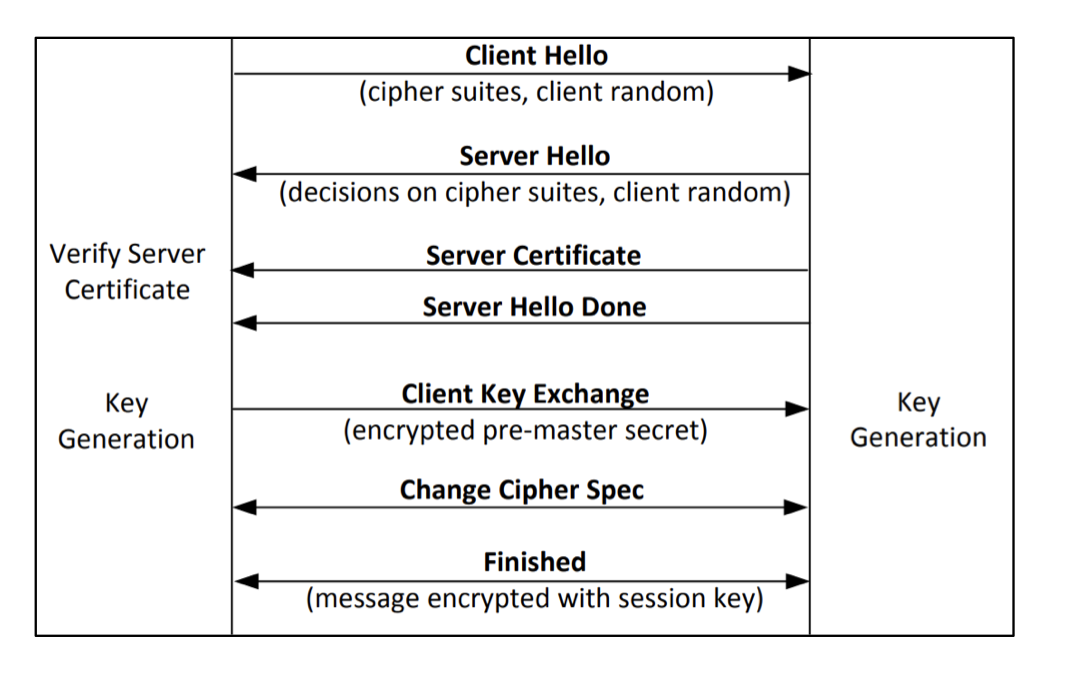 Client Hello
(cipher suites, client random)
Server Hello
(decisions on cipher suites, client random)
Verify Server
Certificate
Server Certificate
Server Hello Done
Key
Generation
Client Key Exchange
(encrypted pre-master secret)
Key
Generation
Change Cipher Spec
Finished
(message encrypted with session key)